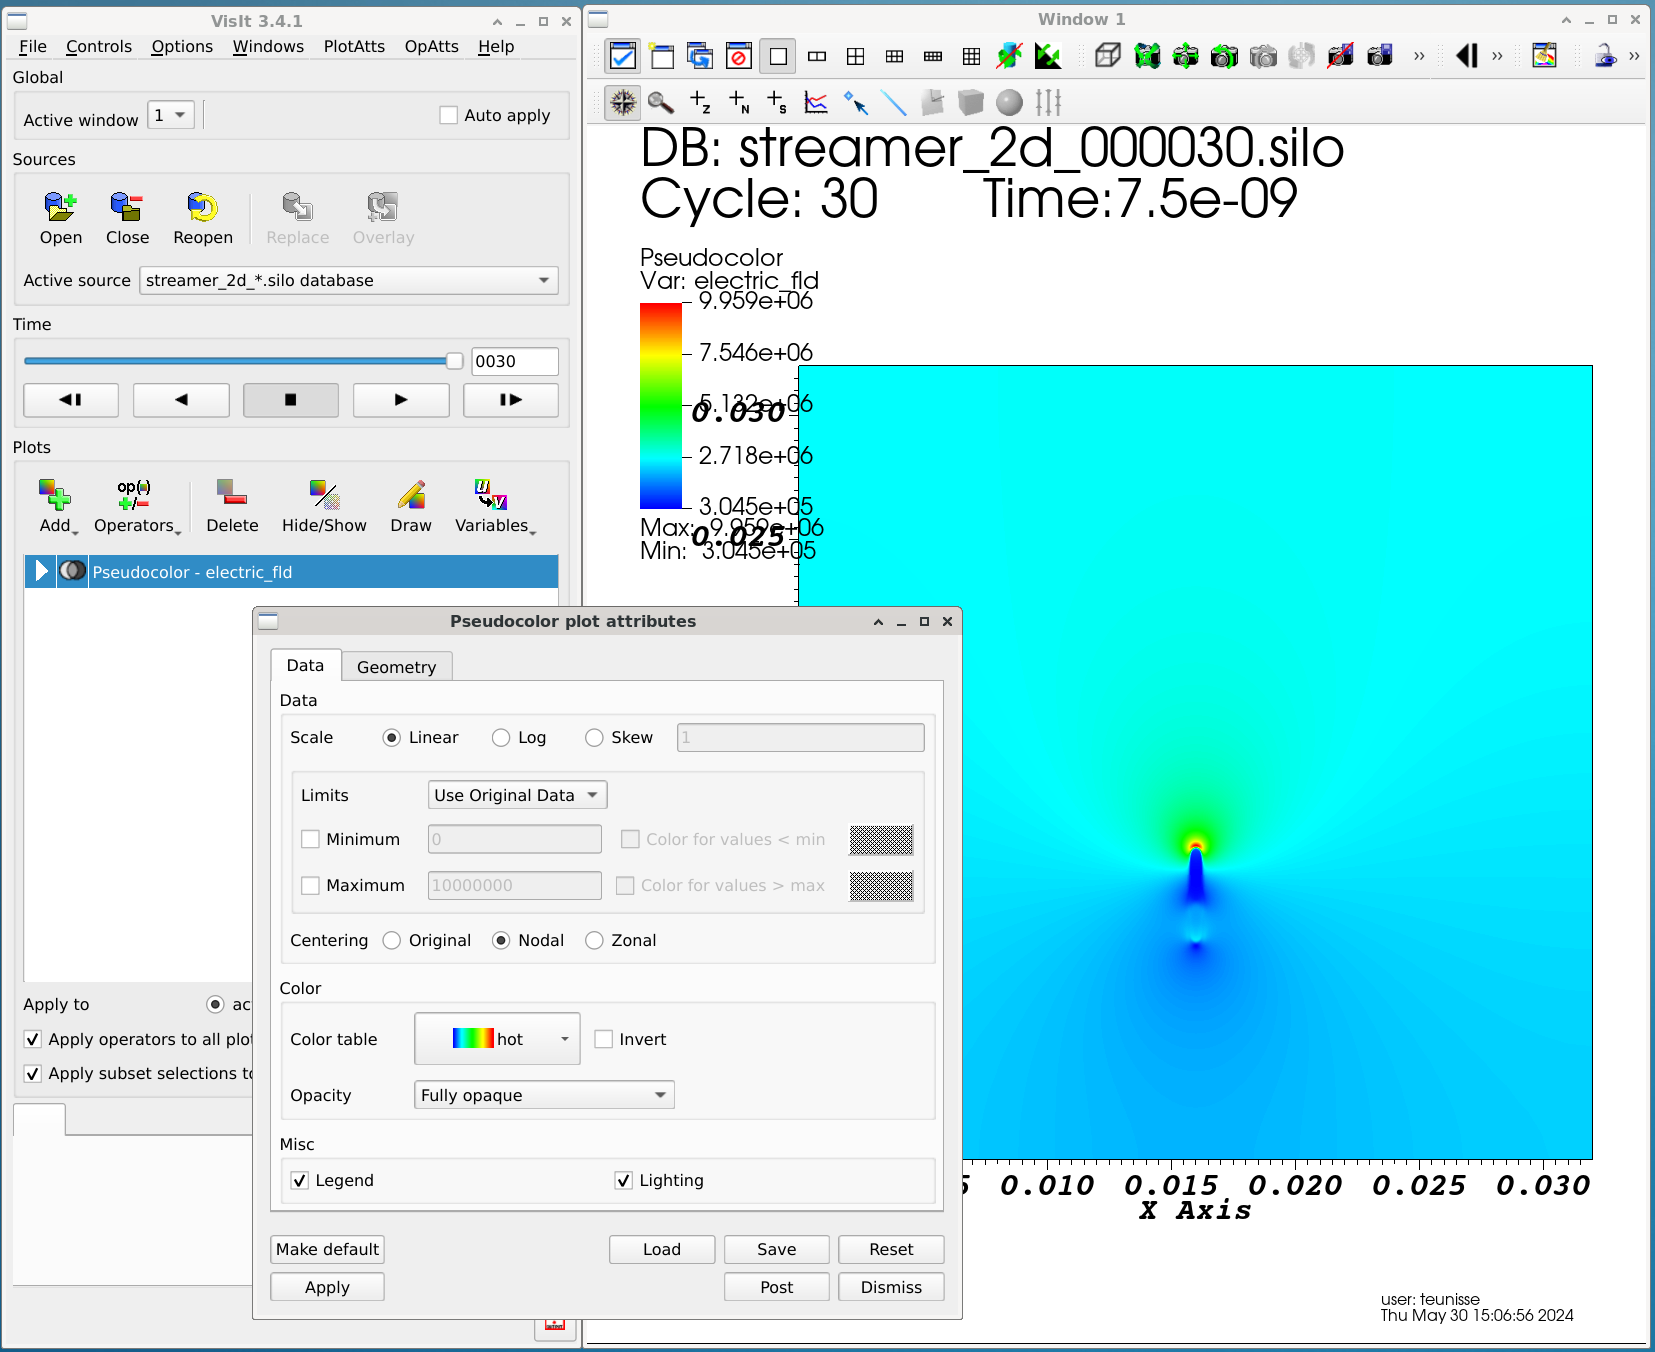 VisIt 3.4.1
File Controls Options Windows PlotAtts OpAtts Help
Global
Active window 1 Auto apply
Sources
Open Close Reopen Replace Overlay
Active source streamer_2d_*.silo database
Time
0030
Plots
op(·)
+/-
u
v
Add Operators Delete Hide/Show Draw Variables
Pseudocolor - electric_fld
Apply to ac
Apply operators to all plo
Apply subset selections to
Pseudocolor plot attributes
Data Geometry
Data
Scale Linear Log Skew 1
Limits Use Original Data
Minimum 0 Color for values < min
Maximum 10000000 Color for values > max
Centering Original Nodal Zonal
Color
Color table hot Invert
Opacity Fully opaque
Misc
Legend Lighting
Make default Load Save Reset
Apply Post Dismiss
Window 1
» » »
Z N S
DB: streamer_2d_000030.silo
Cycle: 30 Time:7.5e-09
Pseudocolor
Var: electric_fld
9.959e+06
7.546e+06
5.132e+06
0.030
2.718e+06
3.045e+05
Max: 9.959e+06
0.025
Min: 3.045e+05
5 0.010 0.015 0.020 0.025 0.030
X Axis
user: teunisse
Thu May 30 15:06:56 2024